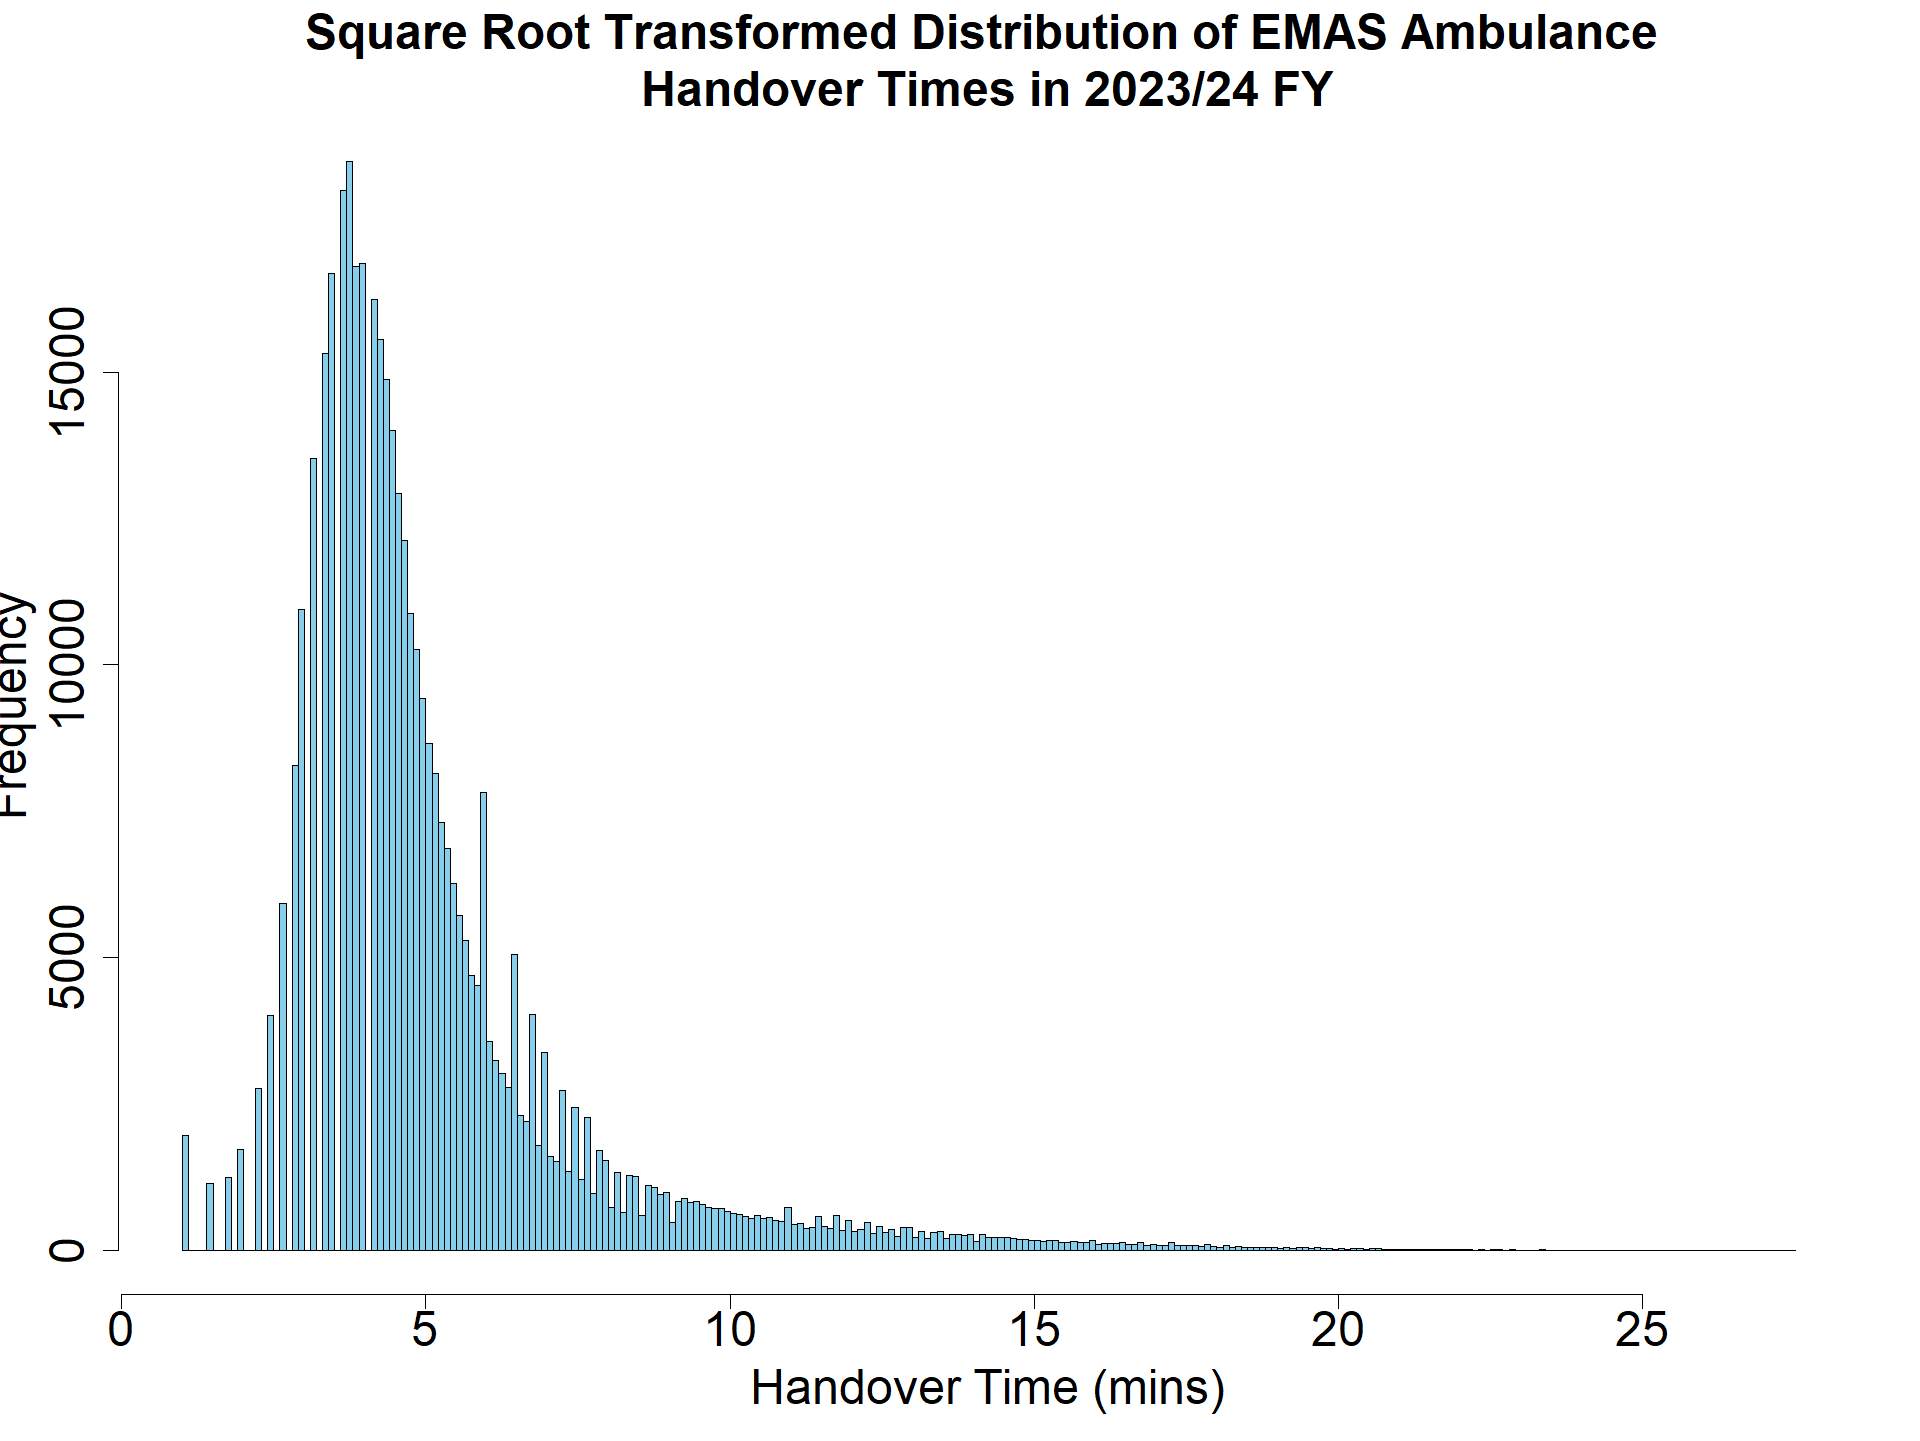 Square Root Transformed Distribution of EMAS Ambulance
Handover Times in 2023/24 FY
Frequency
15000
10000
5000
0
0 5 10 15 20 25
Handover Time (mins)